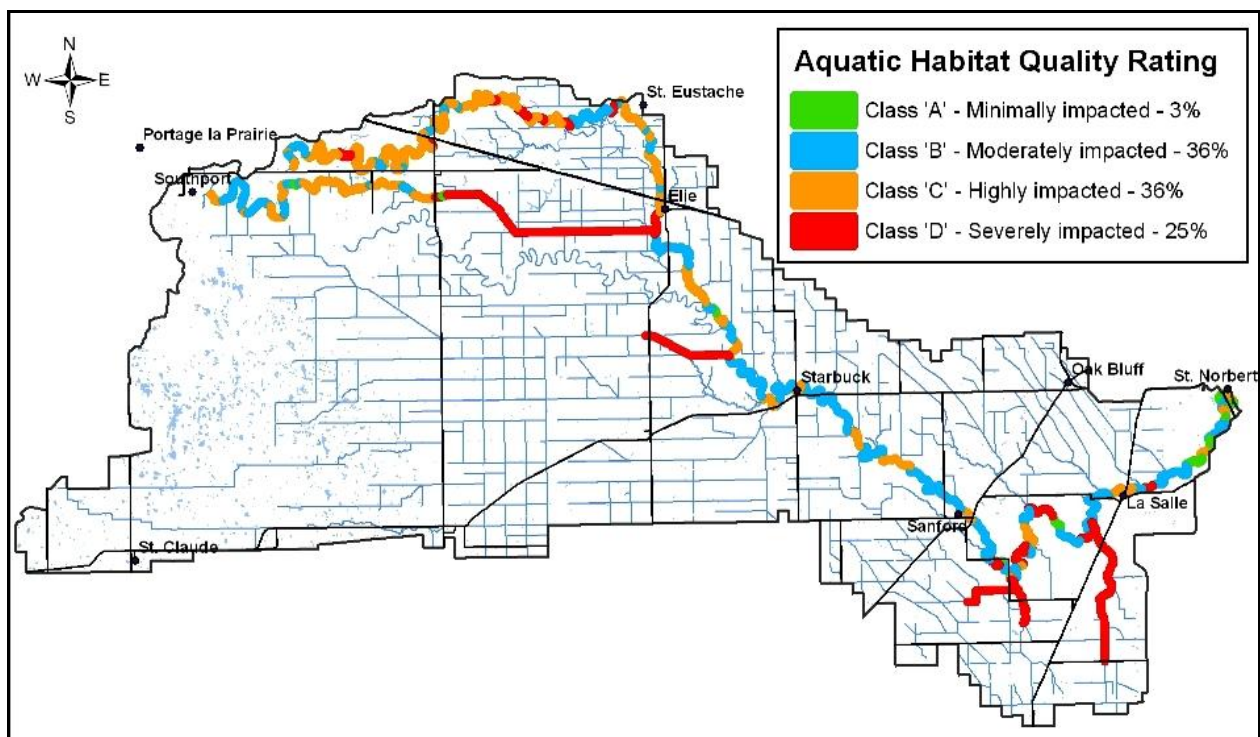 N
W E
S
Aquatic Habitat Quality Rating
Class 'A' - Minimally impacted - 3%
Class 'B' - Moderately impacted - 36%
Class 'C' - Highly impacted - 36%
Class 'D' - Severely impacted - 25%
St. Eustache
Portage la Prairie
Southport
Elie
Starbuck
Oak Bluff
St. Norbert
La Salle
Sanford
St. Claude